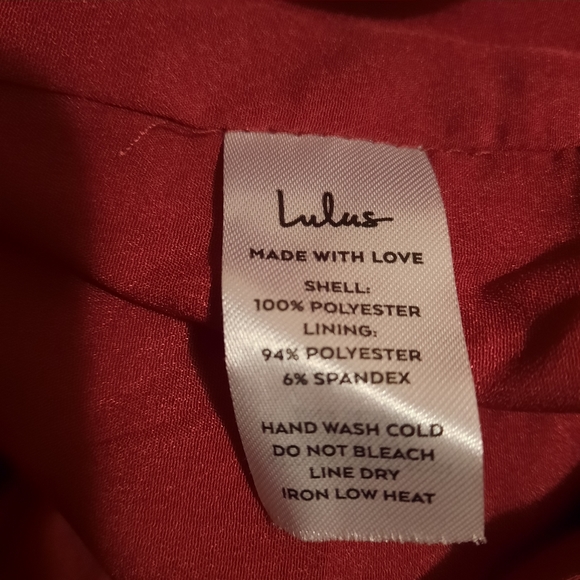 Lulus
MADE WITH LOVE
SHELL:
100% POLYESTER
LINING:
94% POLYESTER
6% SPANDEX
HAND WASH COLD
DO NOT BLEACH
LINE DRY
IRON LOW HEAT